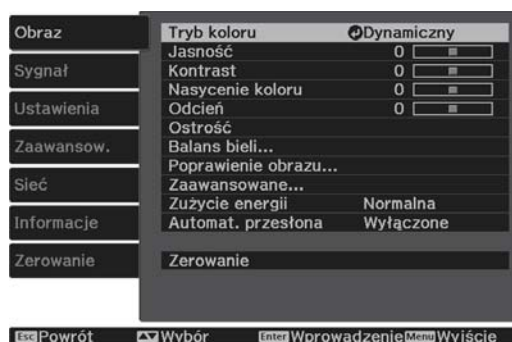 Obraz
Sygnał
Ustawienia
Zaawansow.
Sieć
Informacje
Zerowanie
Tryb koloru Dynamiczny
Jasność 0
Kontrast 0
Nasycenie koloru 0
Odcień 0
Ostrość
Balans bieli...
Poprawienie obrazu...
Zaawansowane...
Zużycie energii Normalna
Automat. przesłona Wyłączone
Zerowanie
Esc Powrót Wybór Enter Wprowadzenie Menu Wyjście